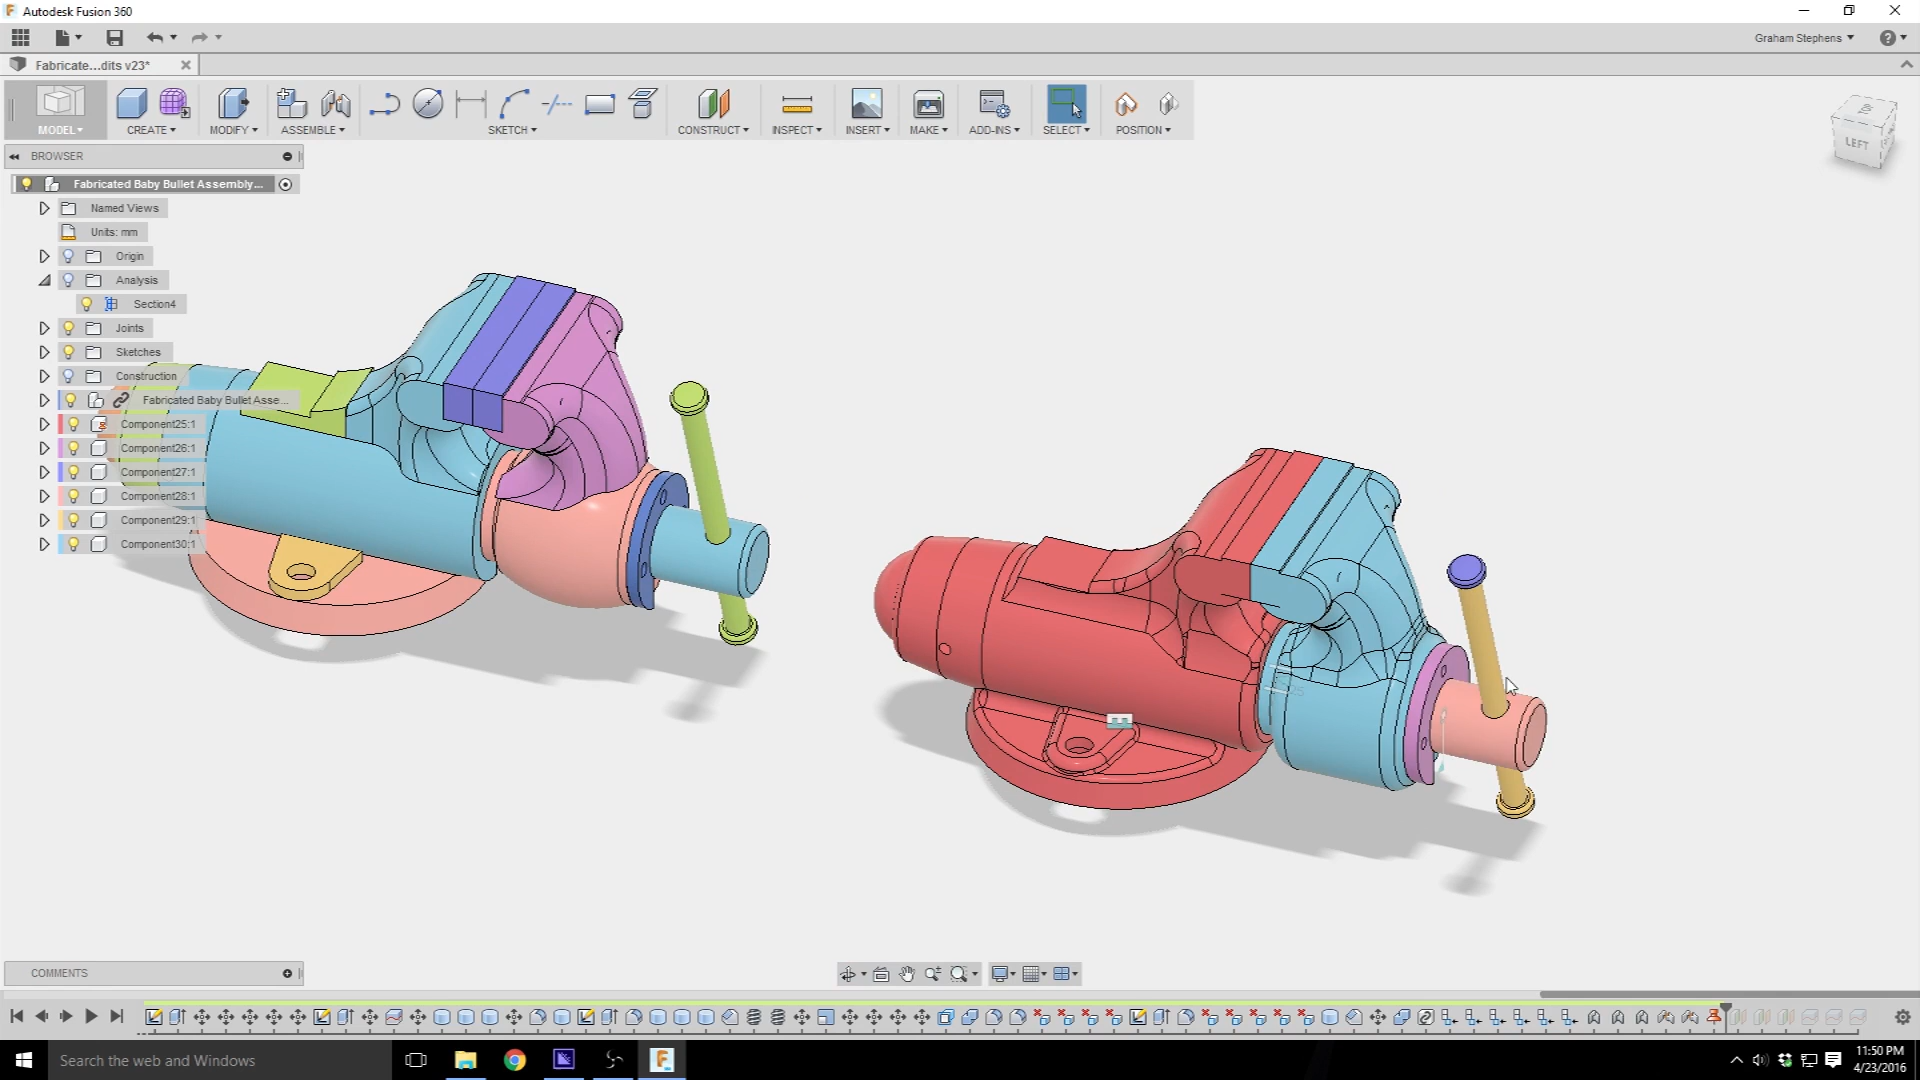 Autodesk Fusion 360
Graham Stephens
Fabricate...dits v23*
MODEL
CREATE
MODIFY
ASSEMBLE
SKETCH
CONSTRUCT
INSPECT
INSERT
MAKE
ADD-INS
SELECT
POSITION
LEFT
BROWSER
Fabricated Baby Bullet Assembly...
Named Views
Units: mm
Origin
Analysis
Section4
Joints
Sketches
Construction
Fabricated Baby Bullet Asse...
Component25:1
Component26:1
Component27:1
Component28:1
Component29:1
Component30:1
COMMENTS
Search the web and Windows
11:50 PM
4/23/2016